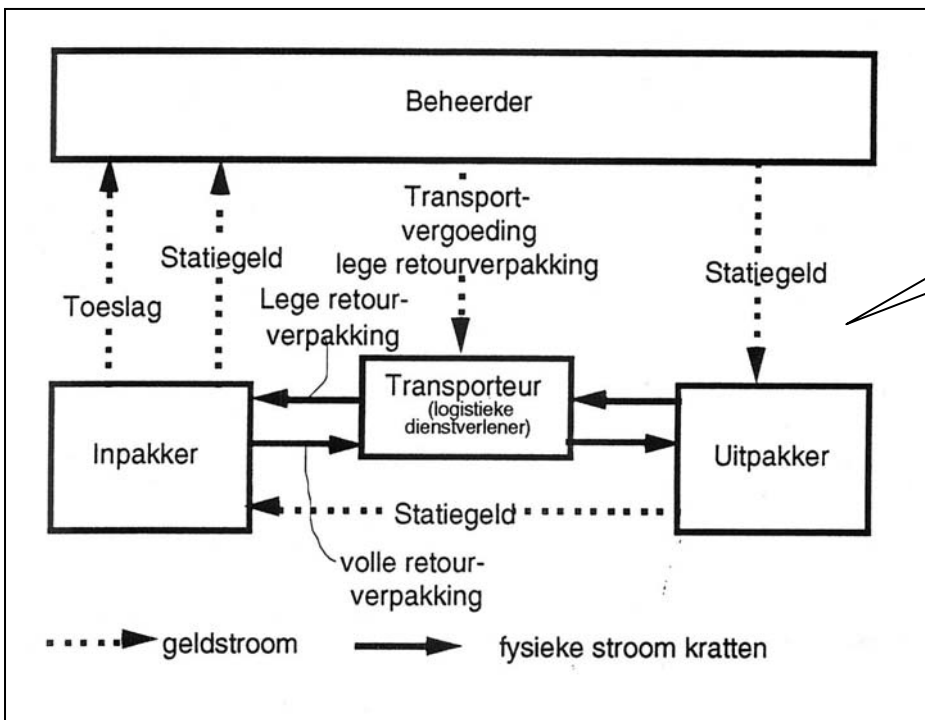 Beheerder
Transport-
vergoeding
lege retourverpakking
Statiegeld
Statiegeld
Toeslag
Lege retour-
verpakking
Transporteur
(logistieke
dienstverlener)
Inpakker
Uitpakker
Statiegeld
volle retour-
verpakking
geldstroom
fysieke stroom kratten